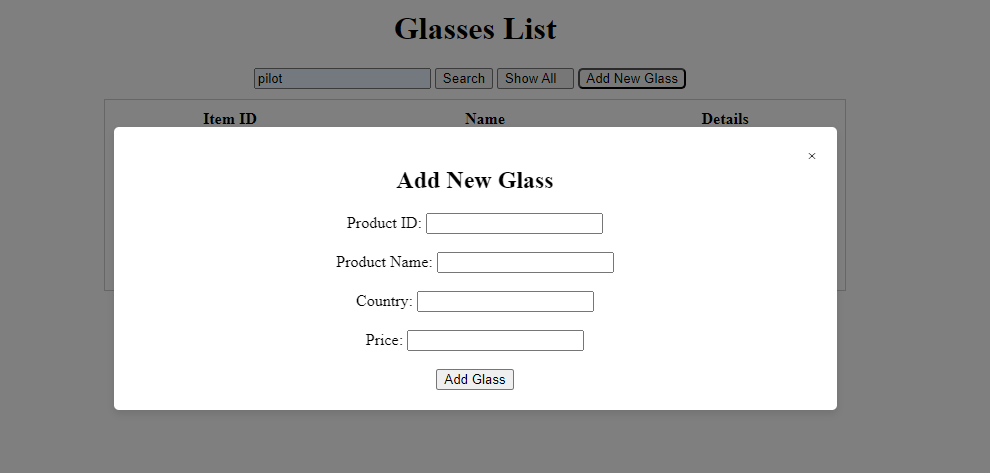 Glasses List
pilot Search Show All Add New Glass
Item ID Name Details
×
Add New Glass
Product ID:
Product Name:
Country:
Price:
Add Glass